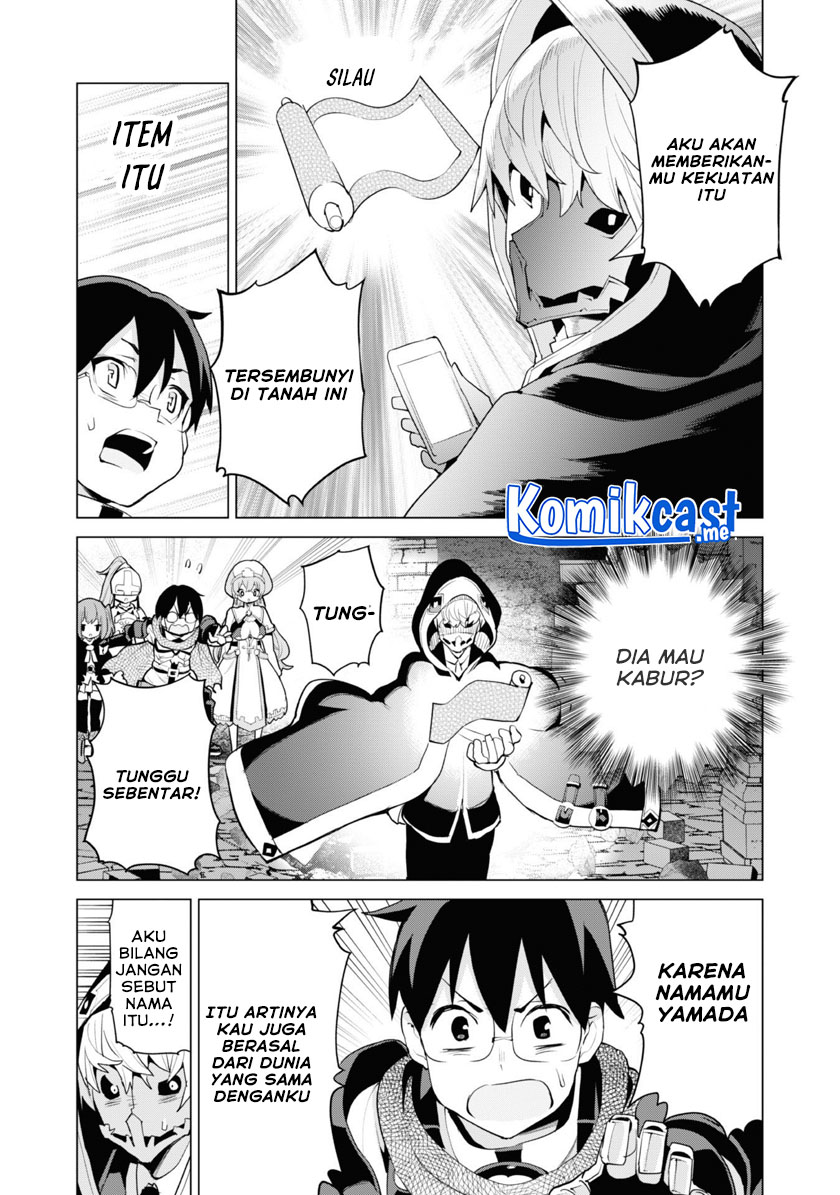 AKU AKAN
MEMBERIKAN-
MU KEKUATAN
ITU
SILAU
TERSEMBUNYI
DI TANAH INI
ITEM
ITU
Komikcast
.me
DIA MAU
KABUR?
TUNG-
TUNGGU
SEBENTAR!
KARENA
NAMAMU
YAMADA
ITU ARTINYA
KAU JUGA
BERASAL
DARI DUNIA
YANG SAMA
DENGANKU
AKU
BILANG
JANGAN
SEBUT
NAMA
ITU...!